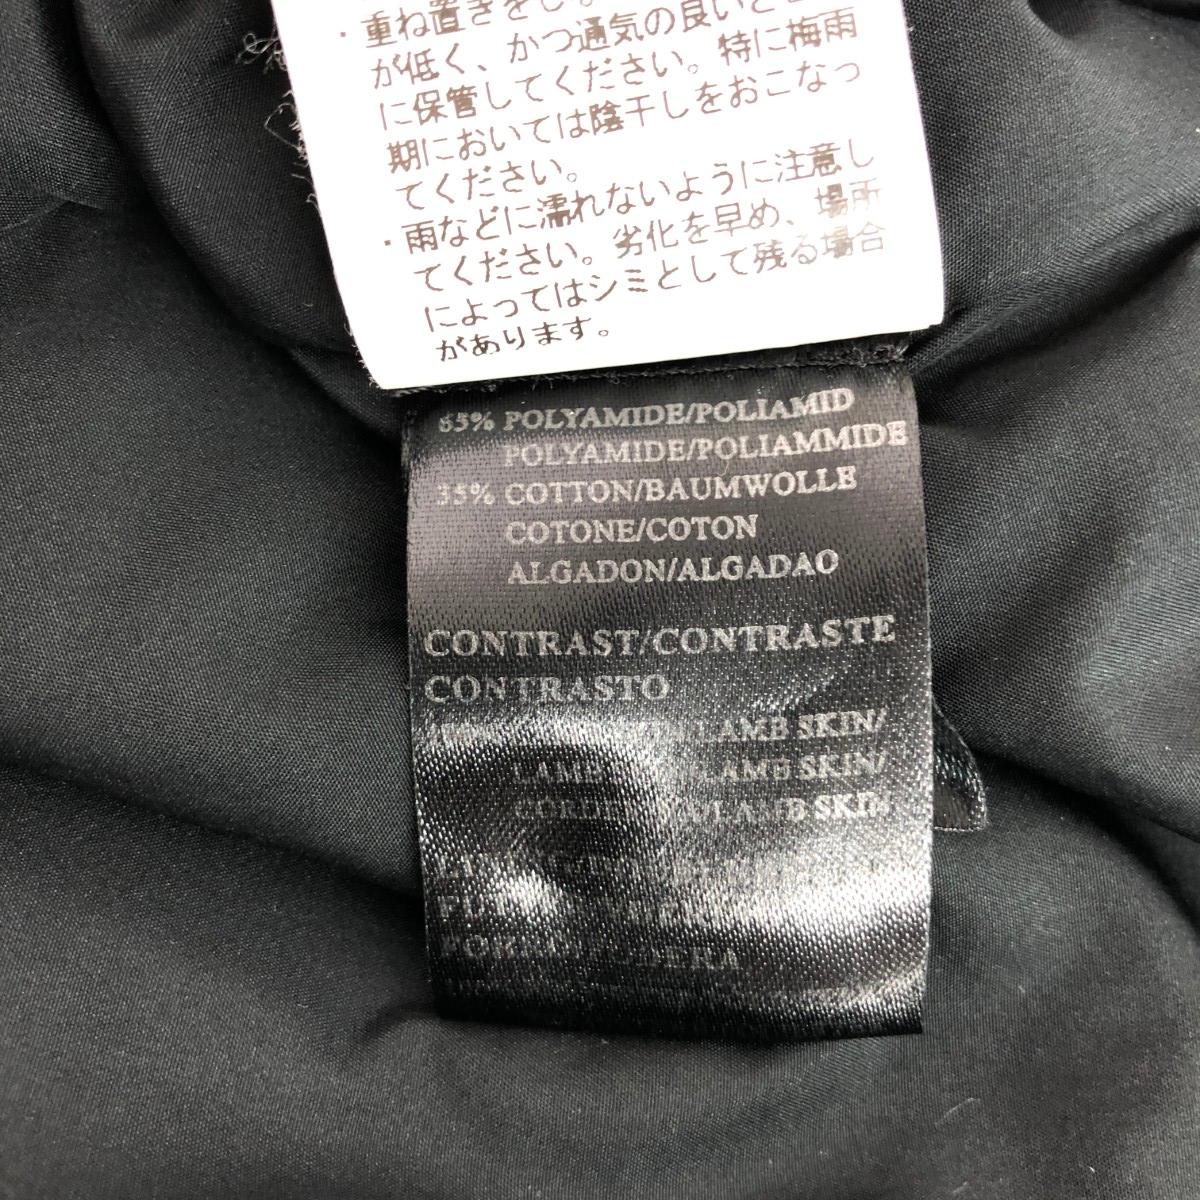 ・重ね置きをし
が低く、かつ通気の良いと
に保管してください。特に梅雨
期においては陰干しをおこなっ
てください。
・雨などに濡れないように注意し
てください。劣化を早め、場所
によってはシミとして残る場合
があります。
65% POLYAMIDE/POLIAMID
POLYAMIDE/POLIAMMIDE
35% COTTON/BAUMWOLLE
COTONE/COTON
ALGADON/ALGADAO
CONTRAST/CONTRASTE
CONTRASTO
LAMB SKIN/
LAMB SKIN/
LAMB SKIN